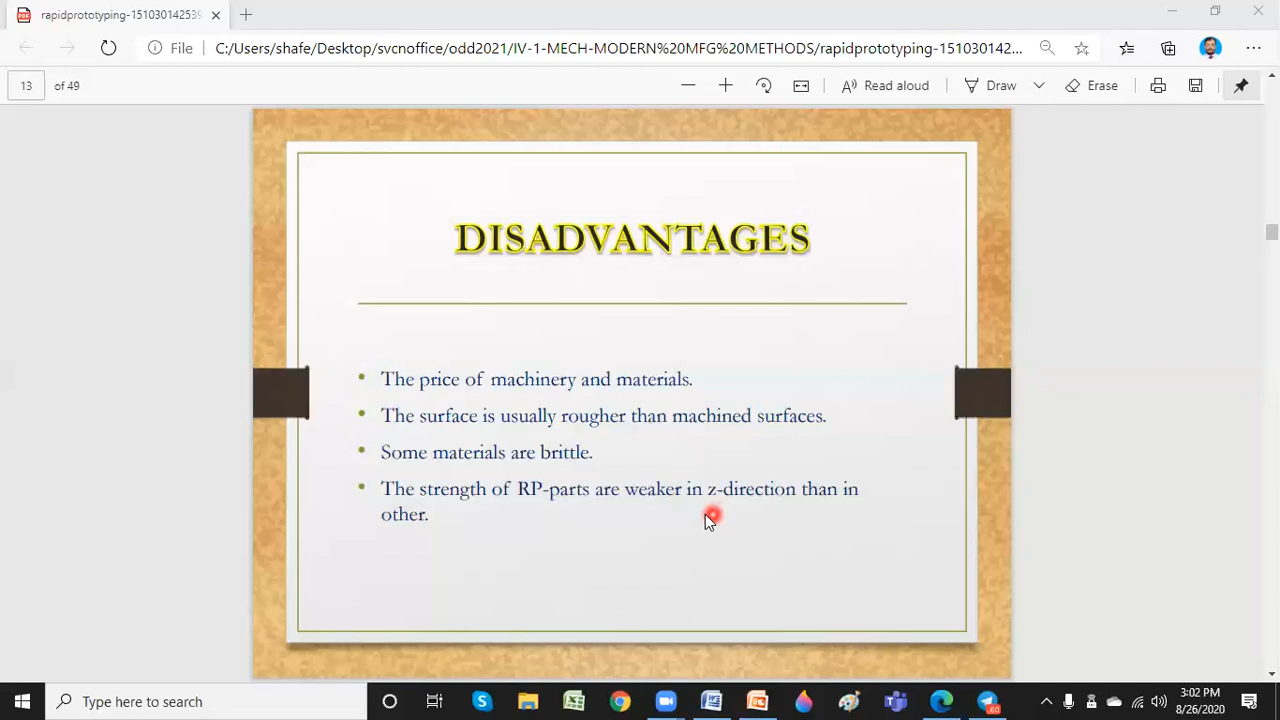 rapidprototyping-151030142539
File
C:/Users/shafe/Desktop/svcnoffice/odd2021/IV-1-MECH-MODERN%20MFG%20METHODS/rapidprototyping-151030142...
13 of 49
Read aloud
Draw
Erase
DISADVANTAGES
• The price of machinery and materials.
• The surface is usually rougher than machined surfaces.
• Some materials are brittle.
• The strength of RP-parts are weaker in z-direction than in
other.
Type here to search
3:02 PM
8/26/2020